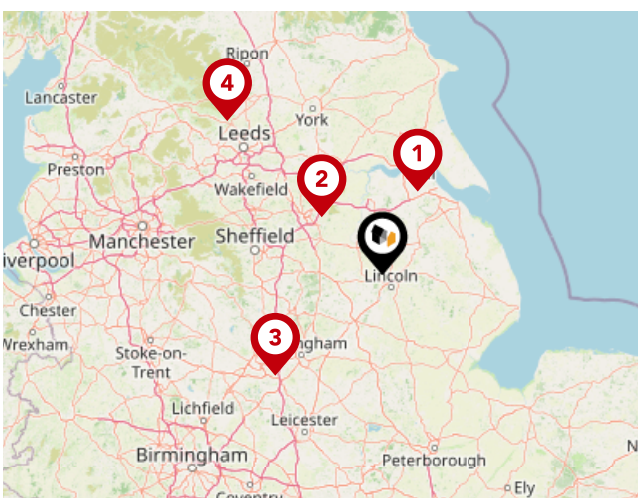 Ripon
4
Lancaster
York
Leeds
1
Preston
Wakefield
2
Manchester
Sheffield
iverpool
Lincoln
Chester
3
Wrexham
ngham
Stoke-on-
Trent
Lichfield
Leicester
Birmingham
Peterborough
N
Ely
Coventry